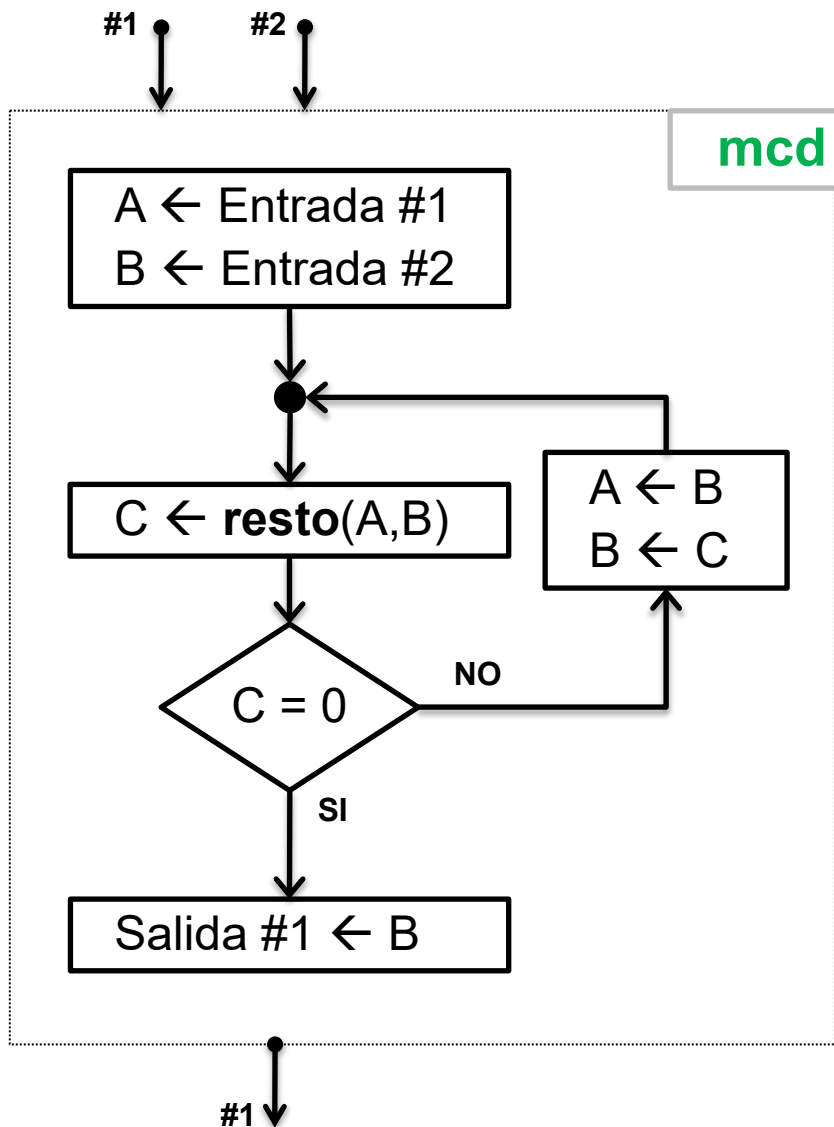 #1
#2
mcd
A ← Entrada #1
B ← Entrada #2
A ← B
B ← C
C ← resto(A,B)
C = 0
NO
SI
Salida #1 ← B
#1